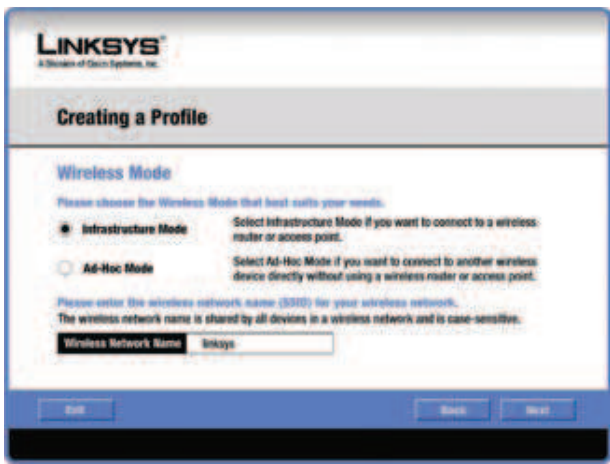 LINKSYS®
A Division of Cisco Systems, Inc.
Creating a Profile
Wireless Mode
Please choose the Wireless Mode that best suits your needs.
Infrastructure Mode
Select Infrastructure Mode if you want to connect to a wireless
router or access point.
Ad-Hoc Mode
Select Ad-Hoc Mode if you want to connect to another wireless
device directly without using a wireless router or access point.
Please enter the wireless network name (SSID) for your wireless network.
The wireless network name is shared by all devices in a wireless network and is case-sensitive.
Wireless Network Name linksys
Exit Back Next